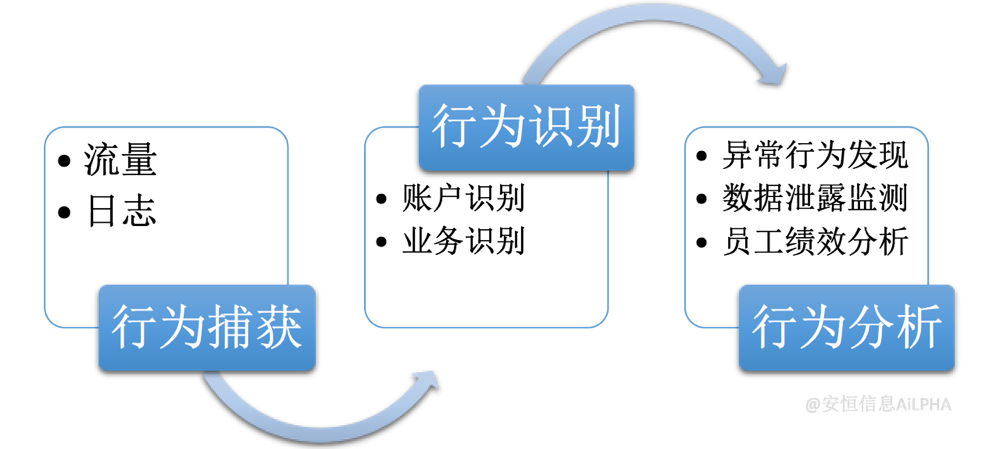 • 流量
• 日志
行为捕获
行为识别
• 账户识别
• 业务识别
• 异常行为发现
• 数据泄露监测
• 员工绩效分析
行为分析
@安恒信息AiLPHA